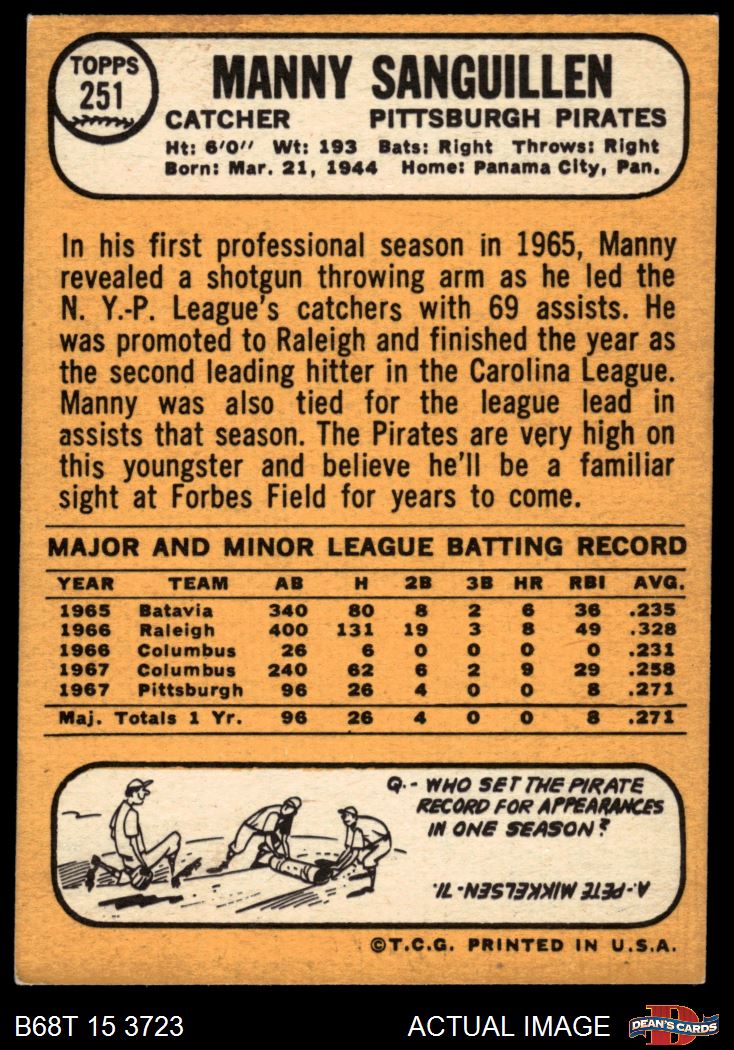 TOPPS
251
MANNY SANGUILLEN
CATCHER PITTSBURGH PIRATES
Ht: 6'0" Wt: 193 Bats: Right Throws: Right
Born: Mar. 21, 1944 Home: Panama City, Pan.
In his first professional season in 1965, Manny
revealed a shotgun throwing arm as he led the
N. Y.-P. League's catchers with 69 assists. He
was promoted to Raleigh and finished the year as
the second leading hitter in the Carolina League.
Manny was also tied for the league lead in
assists that season. The Pirates are very high on
this youngster and believe he'll be a familiar
sight at Forbes Field for years to come.
MAJOR AND MINOR LEAGUE BATTING RECORD
YEAR TEAM AB H 2B 3B HR RBI AVG.
1965 Batavia 340 80 8 2 6 36 .235
1966 Raleigh 400 131 19 3 8 49 .328
1966 Columbus 26 6 0 0 0 0 .231
1967 Columbus 240 62 6 2 9 29 .258
1967 Pittsburgh 96 26 4 0 0 8 .271
Maj. Totals 1 Yr. 96 26 4 0 0 8 .271
Q.- WHO SET THE PIRATE
RECORD FOR APPEARANCES
IN ONE SEASON?
A.-PETE MIKKELSEN-71.
©T.C.G. PRINTED IN U.S.A.
B68T 15 3723 ACTUAL IMAGE
D
DEAN'S CARDS